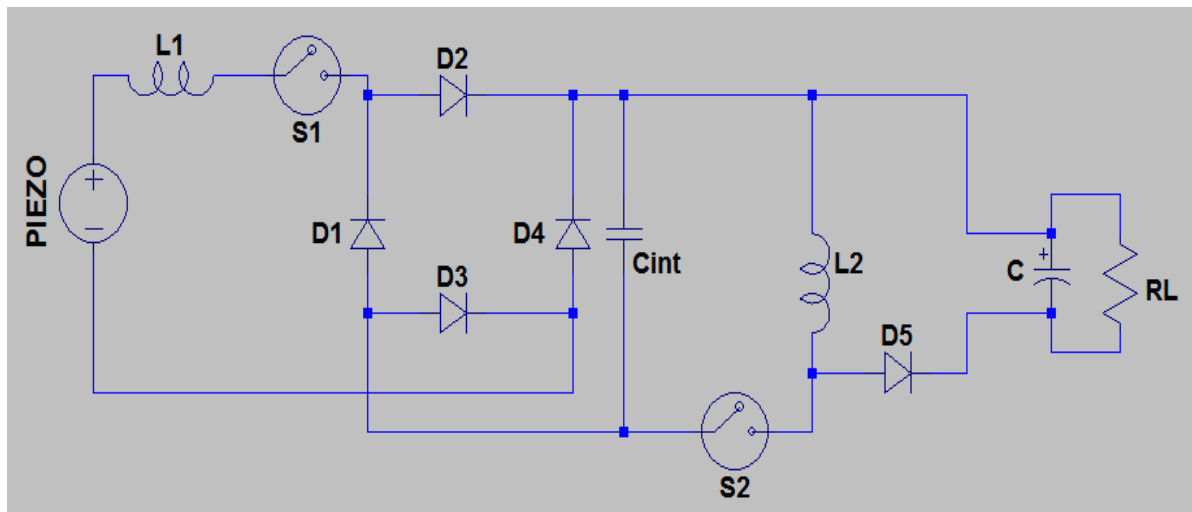 L1
S1
D2
PIEZO
+
−
D1
D4
D3
Cint
L2
D5
S2
C
+
RL